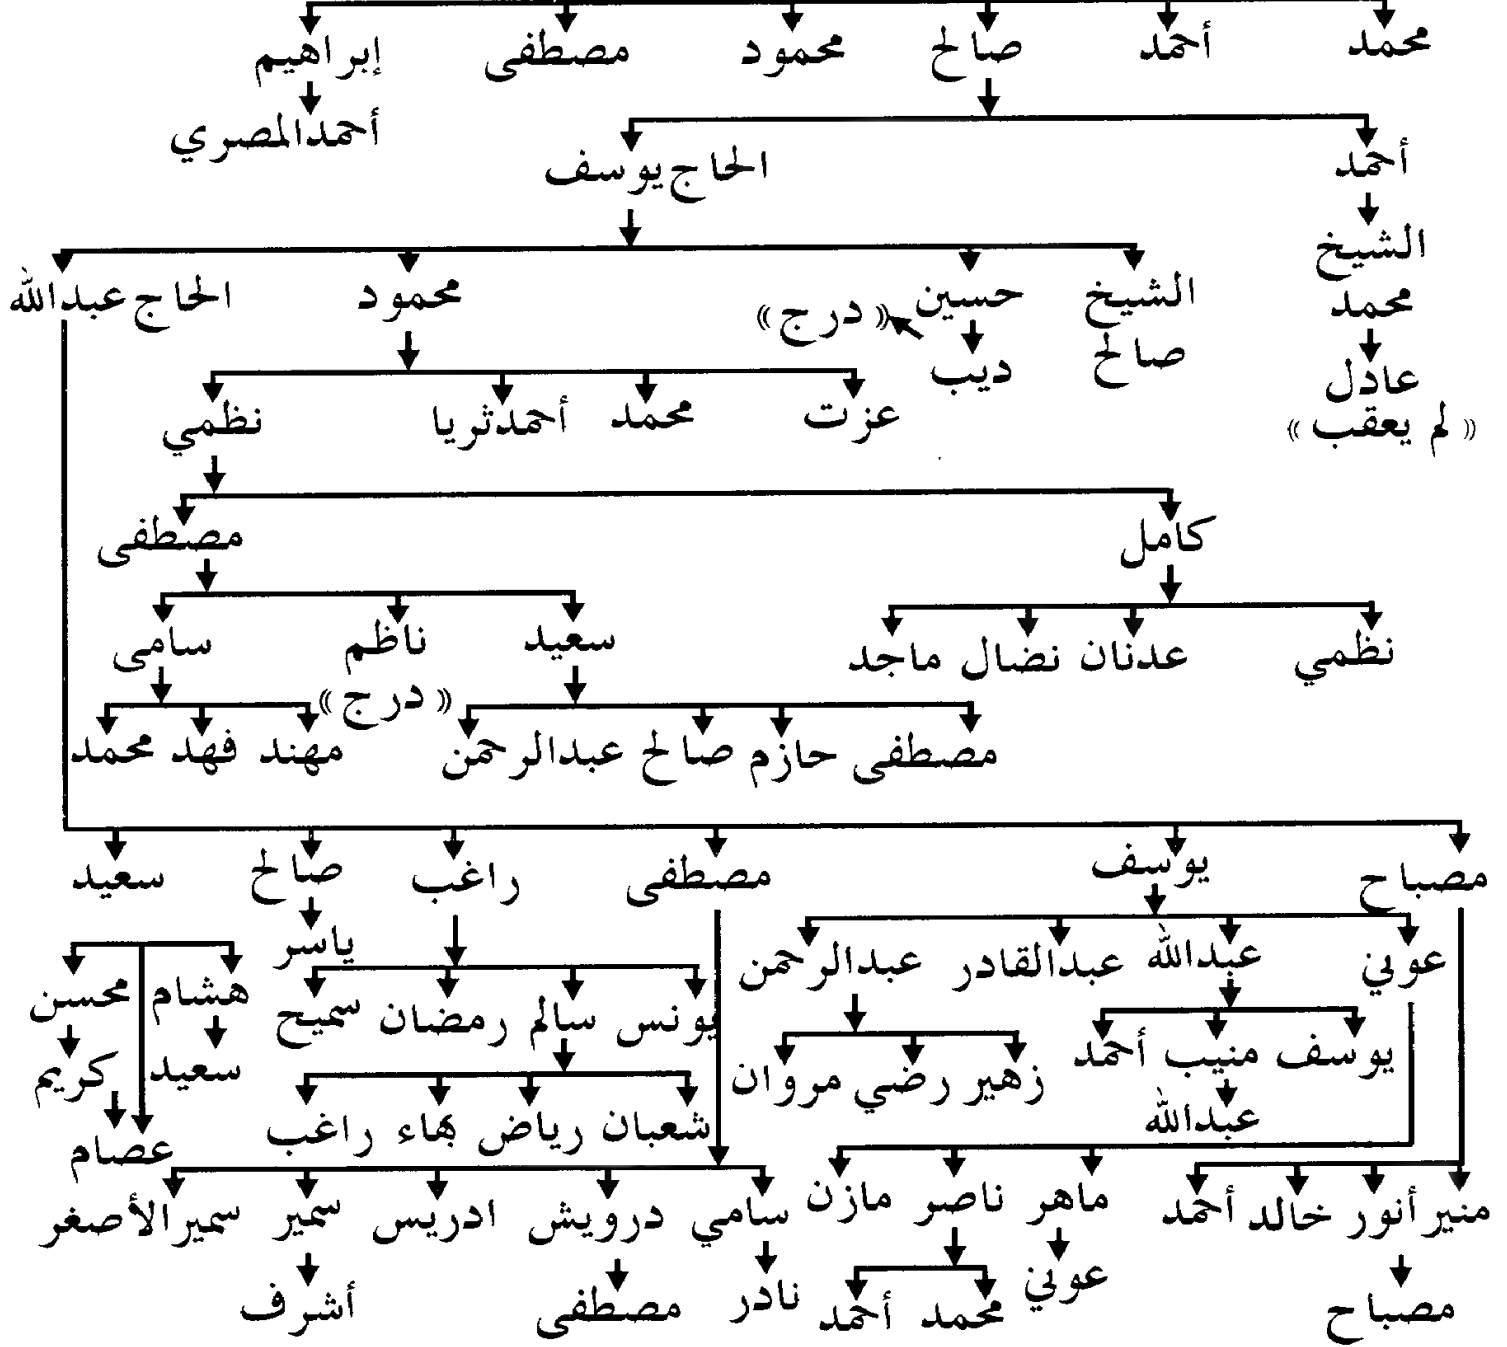 محمد أحمد صالح محمود مصطفى إبراهيم
أحمد المصري
أحمد الحاج يوسف
الشيخ
محمد
عادل
« لم يعقب »
الشيخ حسين « درج » محمود الحاج عبدالله
صالح ديب
عزت محمد أحمد ثريا نظمي
كامل مصطفى
نظمي عدنان نضال ماجد سعيد ناظم سامى
« درج »
مصطفى حازم صالح عبدالرحمن مهند فهد محمد
مصباح يوسف مصطفى راغب صالح سعيد
ياسر
عوني عبدالله عبدالقادر عبدالرحمن
يونس سالم رمضان سميح هشام محسن
يوسف منيب أحمد زهير رضي مروان سعيد كريم
عبدالله شعبان رياض بهاء راغب عصام
منير أنور خالد أحمد ماهر ناصر مازن سامي درويش ادريس سمير سمير الأصغر
مصباح عوني محمد أحمد نادر مصطفى أشرف